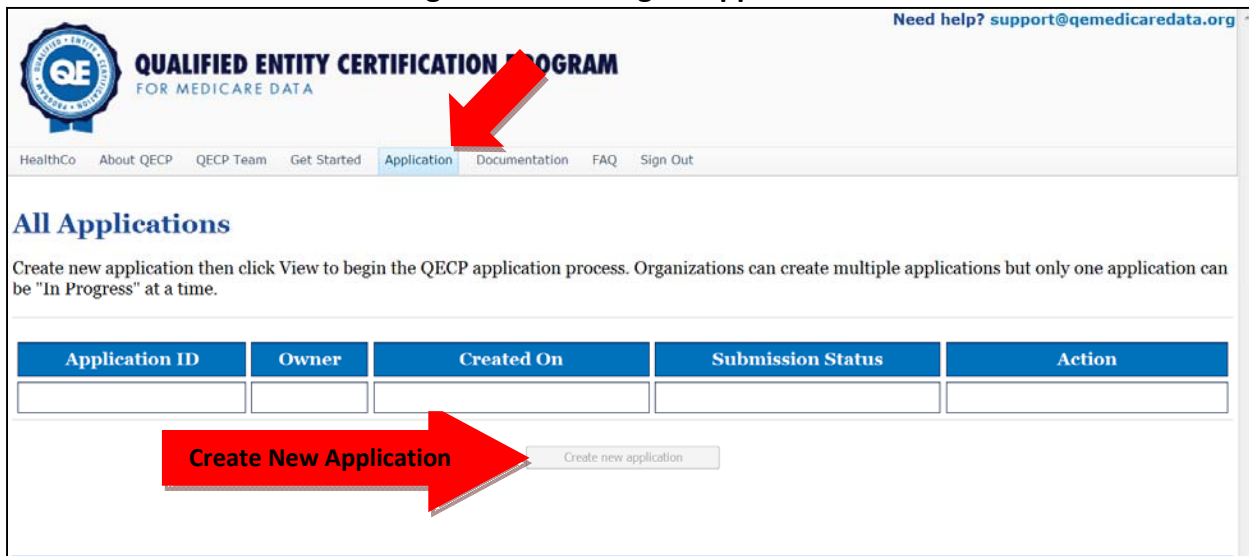 Need help? support@qemedicaredata.org
QE
QUALIFIED ENTITY CERTIFICATION PROGRAM
FOR MEDICARE DATA
HealthCo About QECP QECP Team Get Started Application Documentation FAQ Sign Out
All Applications
Create new application then click View to begin the QECP application process. Organizations can create multiple applications but only one application can
be "In Progress" at a time.
Application ID Owner Created On Submission Status Action
Create New Application Create new application